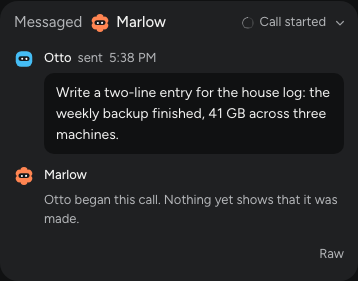 Messaged Marlow Call started
Otto sent 5:38 PM
Write a two-line entry for the house log: the
weekly backup finished, 41 GB across three
machines.
Marlow
Otto began this call. Nothing yet shows that it was
made.
Raw